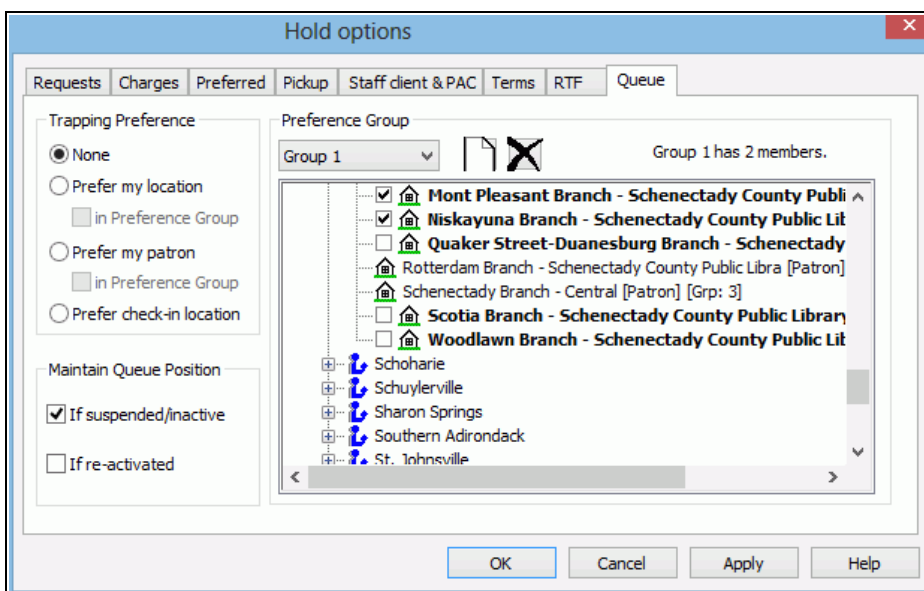 Hold options
Requests Charges Preferred Pickup Staff client & PAC Terms RTF Queue
Trapping Preference
None
Prefer my location
in Preference Group
Prefer my patron
in Preference Group
Prefer check-in location
Maintain Queue Position
If suspended/inactive
If re-activated
Preference Group
Group 1
Group 1 has 2 members.
Mont Pleasant Branch - Schenectady County Publi
Niskayuna Branch - Schenectady County Public Lib
Quaker Street-Duanesburg Branch - Schenectady
Rotterdam Branch - Schenectady County Public Libra [Patron]
Schenectady Branch - Central [Patron] [Grp: 3]
Scotia Branch - Schenectady County Public Library
Woodlawn Branch - Schenectady County Public Lib
Schoharie
Schuylerville
Sharon Springs
Southern Adirondack
St. Johnsville
OK Cancel Apply Help